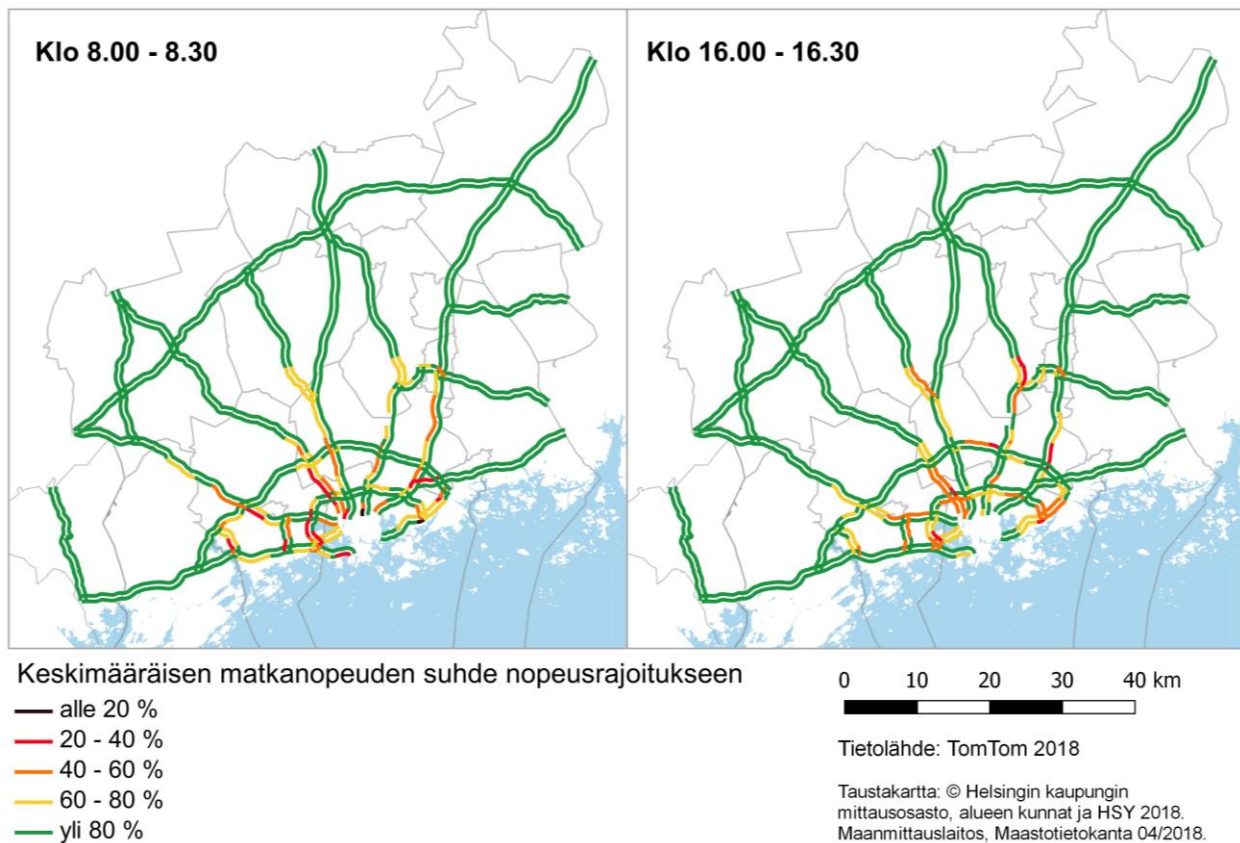 Klo 8.00 - 8.30
Klo 16.00 - 16.30
Keskimääräisen matkanopeuden suhde nopeusrajoitukseen
alle 20 %
20 - 40 %
40 - 60 %
60 - 80 %
yli 80 %
0 10 20 30 40 km
Tietolähde: TomTom 2018
Taustakartta: © Helsingin kaupungin
mittausosasto, alueen kunnat ja HSY 2018.
Maanmittauslaitos, Maastotietokanta 04/2018.